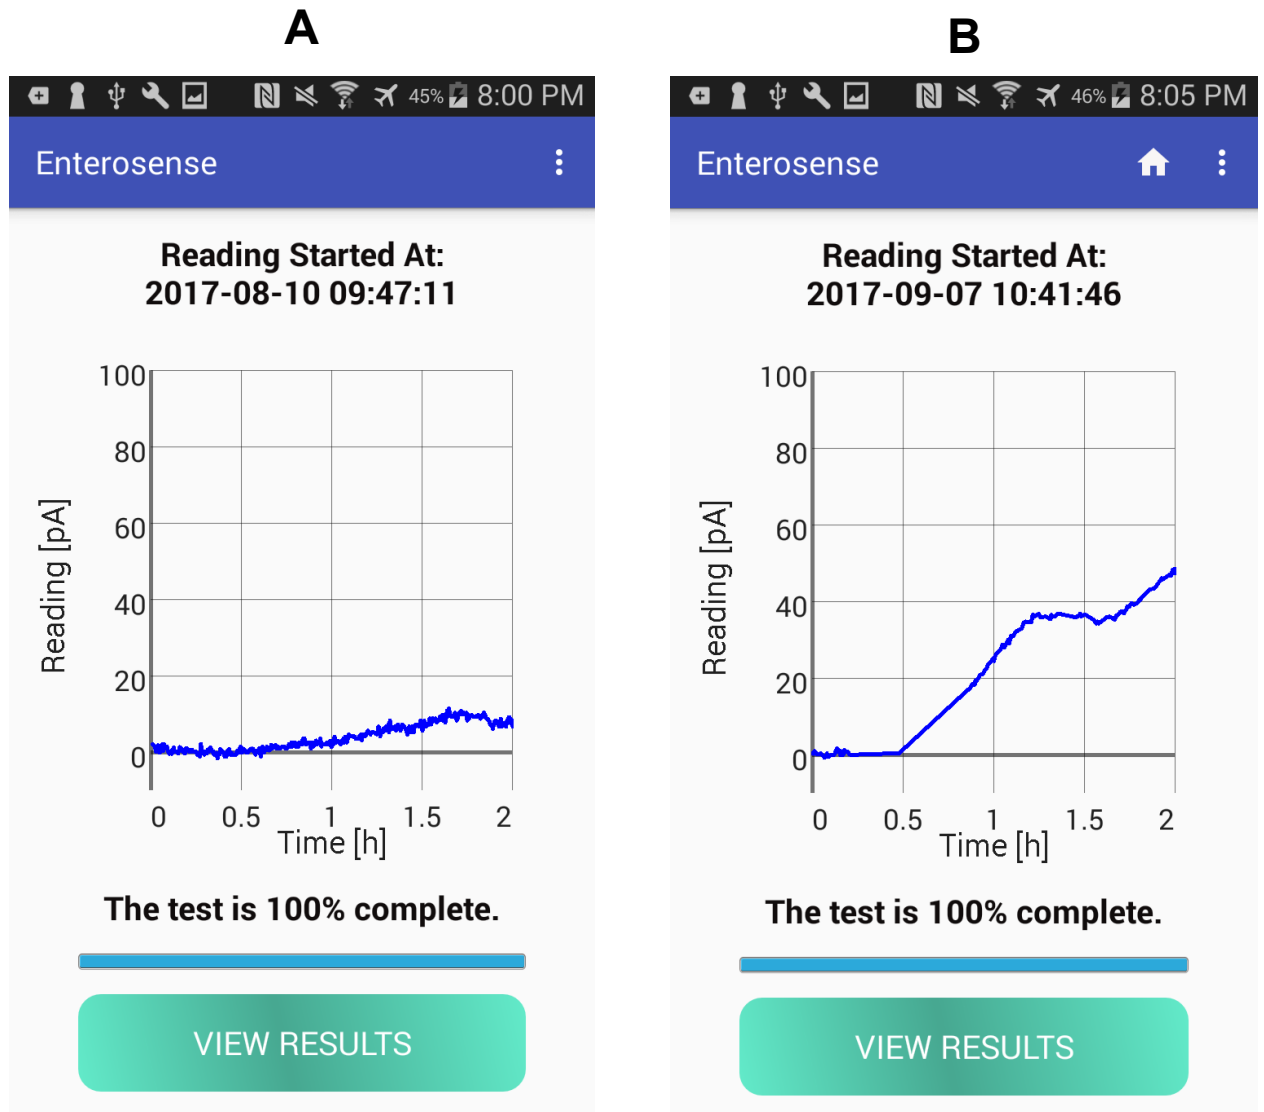 A
45% 8:00 PM
Enterosense
Reading Started At:
2017-08-10 09:47:11
100
80
60
40
20
0
Reading [pA]
0 0.5 1 1.5 2
Time [h]
The test is 100% complete.
VIEW RESULTS
B
46% 8:05 PM
Enterosense
Reading Started At:
2017-09-07 10:41:46
100
80
60
40
20
0
Reading [pA]
0 0.5 1 1.5 2
Time [h]
The test is 100% complete.
VIEW RESULTS